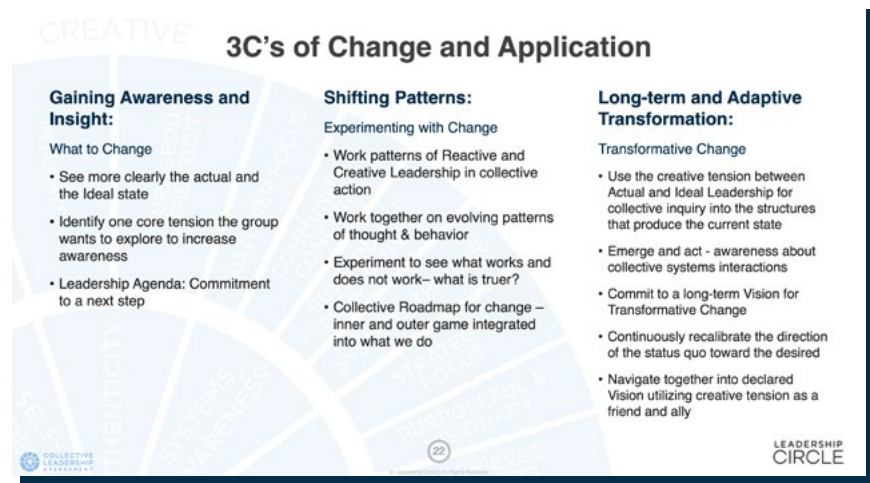 CREATIVE
3C's of Change and Application
Gaining Awareness and
Insight:
What to Change
• See more clearly the actual and
the Ideal state
• Identify one core tension the group
wants to explore to increase
awareness
• Leadership Agenda: Commitment
to a next step
Shifting Patterns:
Experimenting with Change
• Work patterns of Reactive and
Creative Leadership in collective
action
• Work together on evolving patterns
of thought & behavior
• Experiment to see what works and
does not work– what is truer?
• Collective Roadmap for change –
inner and outer game integrated
into what we do
Long-term and Adaptive
Transformation:
Transformative Change
• Use the creative tension between
Actual and Ideal Leadership for
collective inquiry into the structures
that produce the current state
• Emerge and act - awareness about
collective systems interactions
• Commit to a long-term Vision for
Transformative Change
• Continuously recalibrate the direction
of the status quo toward the desired
• Navigate together into declared
Vision utilizing creative tension as a
friend and ally
SYSTEMS
AWARENESS
COLLECTIVE
LEADERSHIP
ASSESSMENT
22
© Leadership Circle | All Rights Reserved
LEADERSHIP
CIRCLE